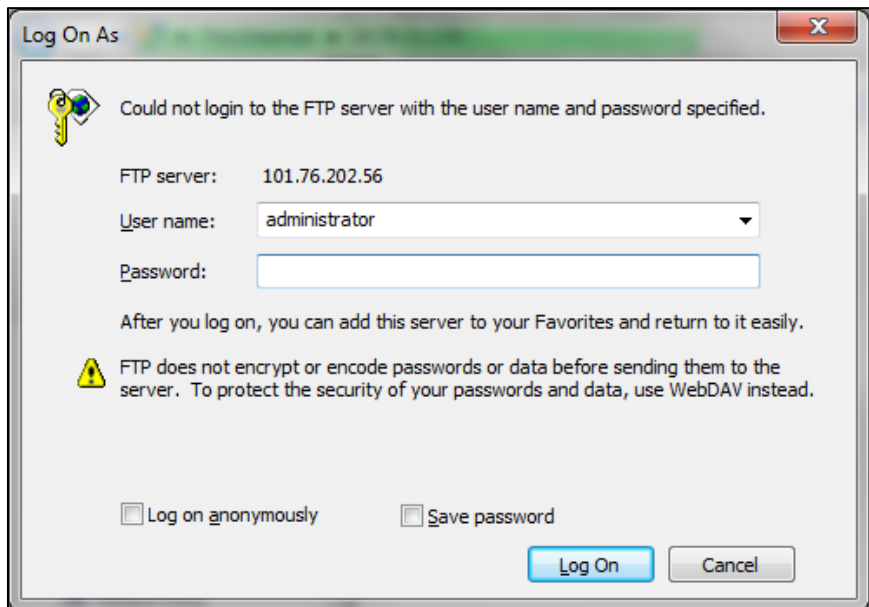 Log On As
Could not login to the FTP server with the user name and password specified.
FTP server: 101.76.202.56
User name: administrator
Password:
After you log on, you can add this server to your Favorites and return to it easily.
FTP does not encrypt or encode passwords or data before sending them to the
server. To protect the security of your passwords and data, use WebDAV instead.
Log on anonymously Save password
Log On Cancel